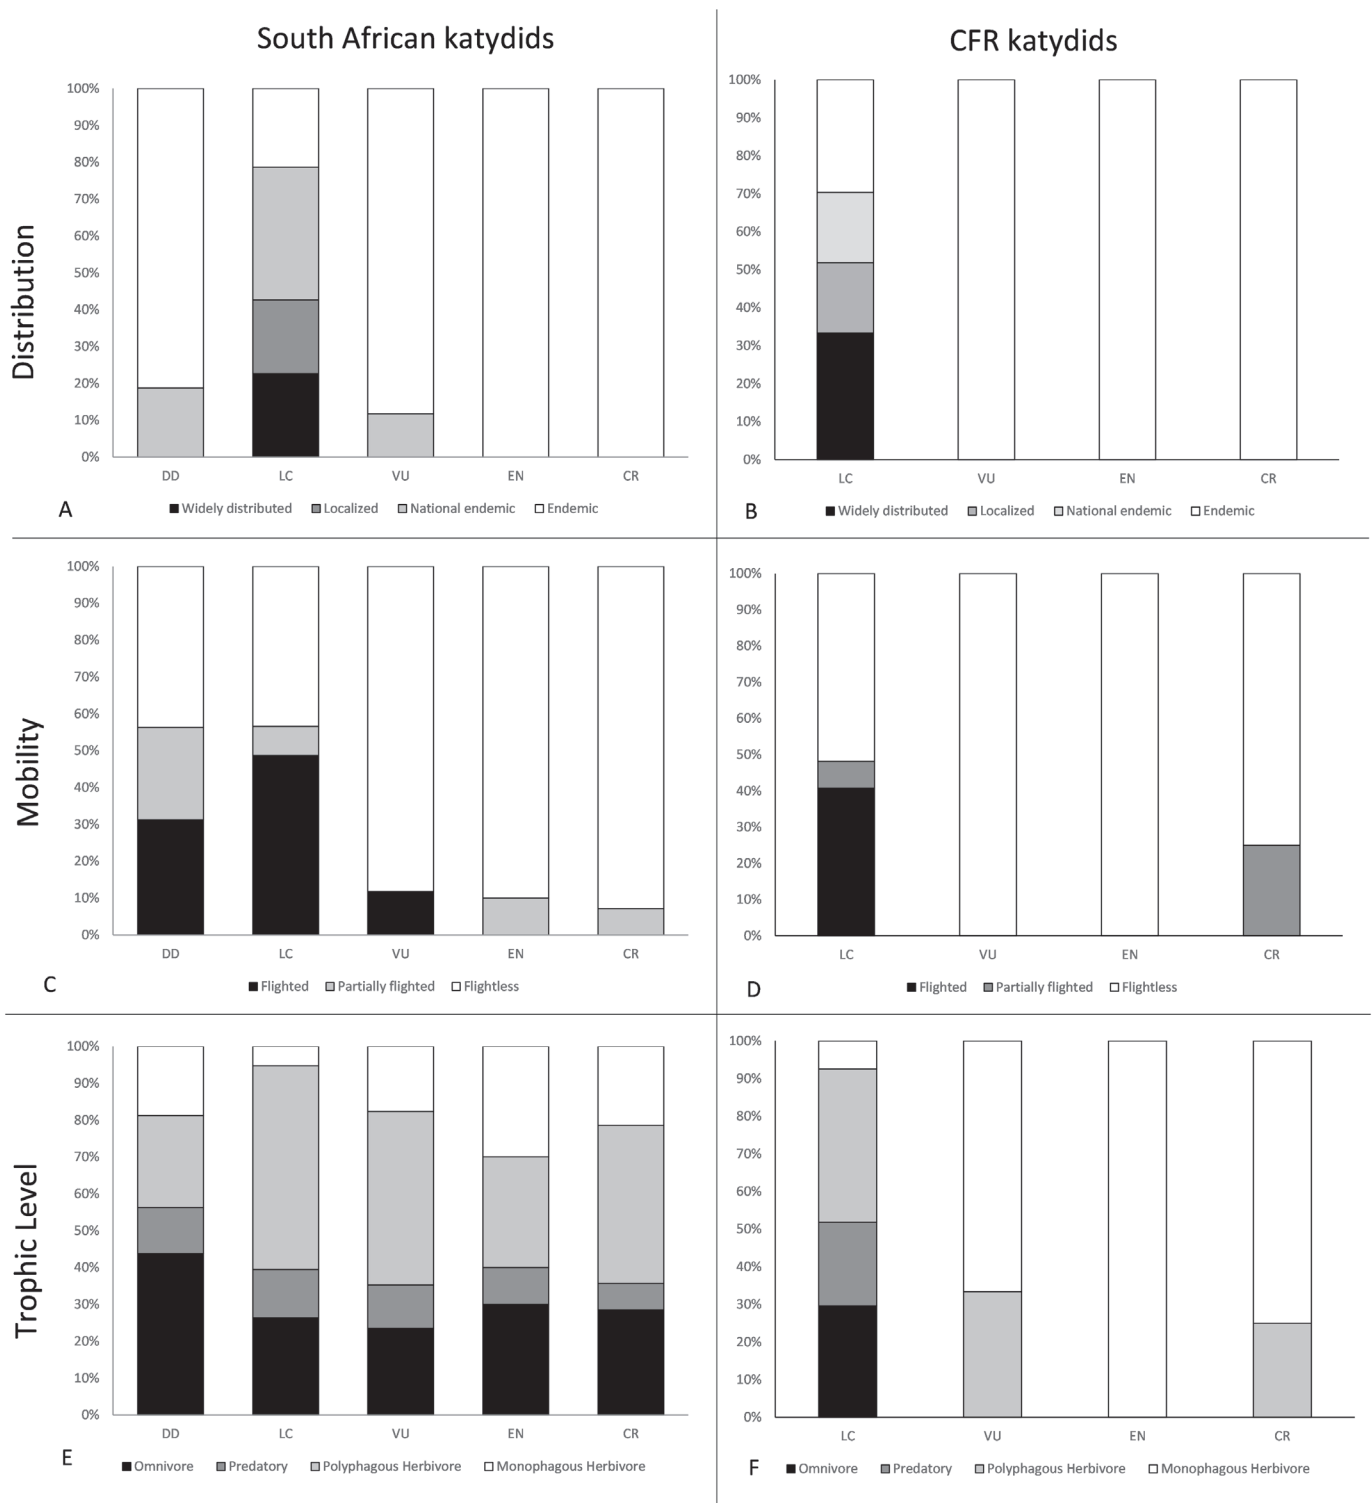 South African katydids
CFR katydids
Distribution
100%
90%
80%
70%
60%
50%
40%
30%
20%
10%
0%
DD LC VU EN CR
A
Widely distributed Localized National endemic Endemic
100%
90%
80%
70%
60%
50%
40%
30%
20%
10%
0%
LC VU EN CR
B
Widely distributed Localized National endemic Endemic
Mobility
100%
90%
80%
70%
60%
50%
40%
30%
20%
10%
0%
DD LC VU EN CR
C
Flighted Partially flighted Flightless
100%
90%
80%
70%
60%
50%
40%
30%
20%
10%
0%
LC VU EN CR
D
Flighted Partially flighted Flightless
Trophic Level
100%
90%
80%
70%
60%
50%
40%
30%
20%
10%
0%
DD LC VU EN CR
E
Omnivore Predatory Polyphagous Herbivore Monophagous Herbivore
100%
90%
80%
70%
60%
50%
40%
30%
20%
10%
0%
LC VU EN CR
F
Omnivore Predatory Polyphagous Herbivore Monophagous Herbivore